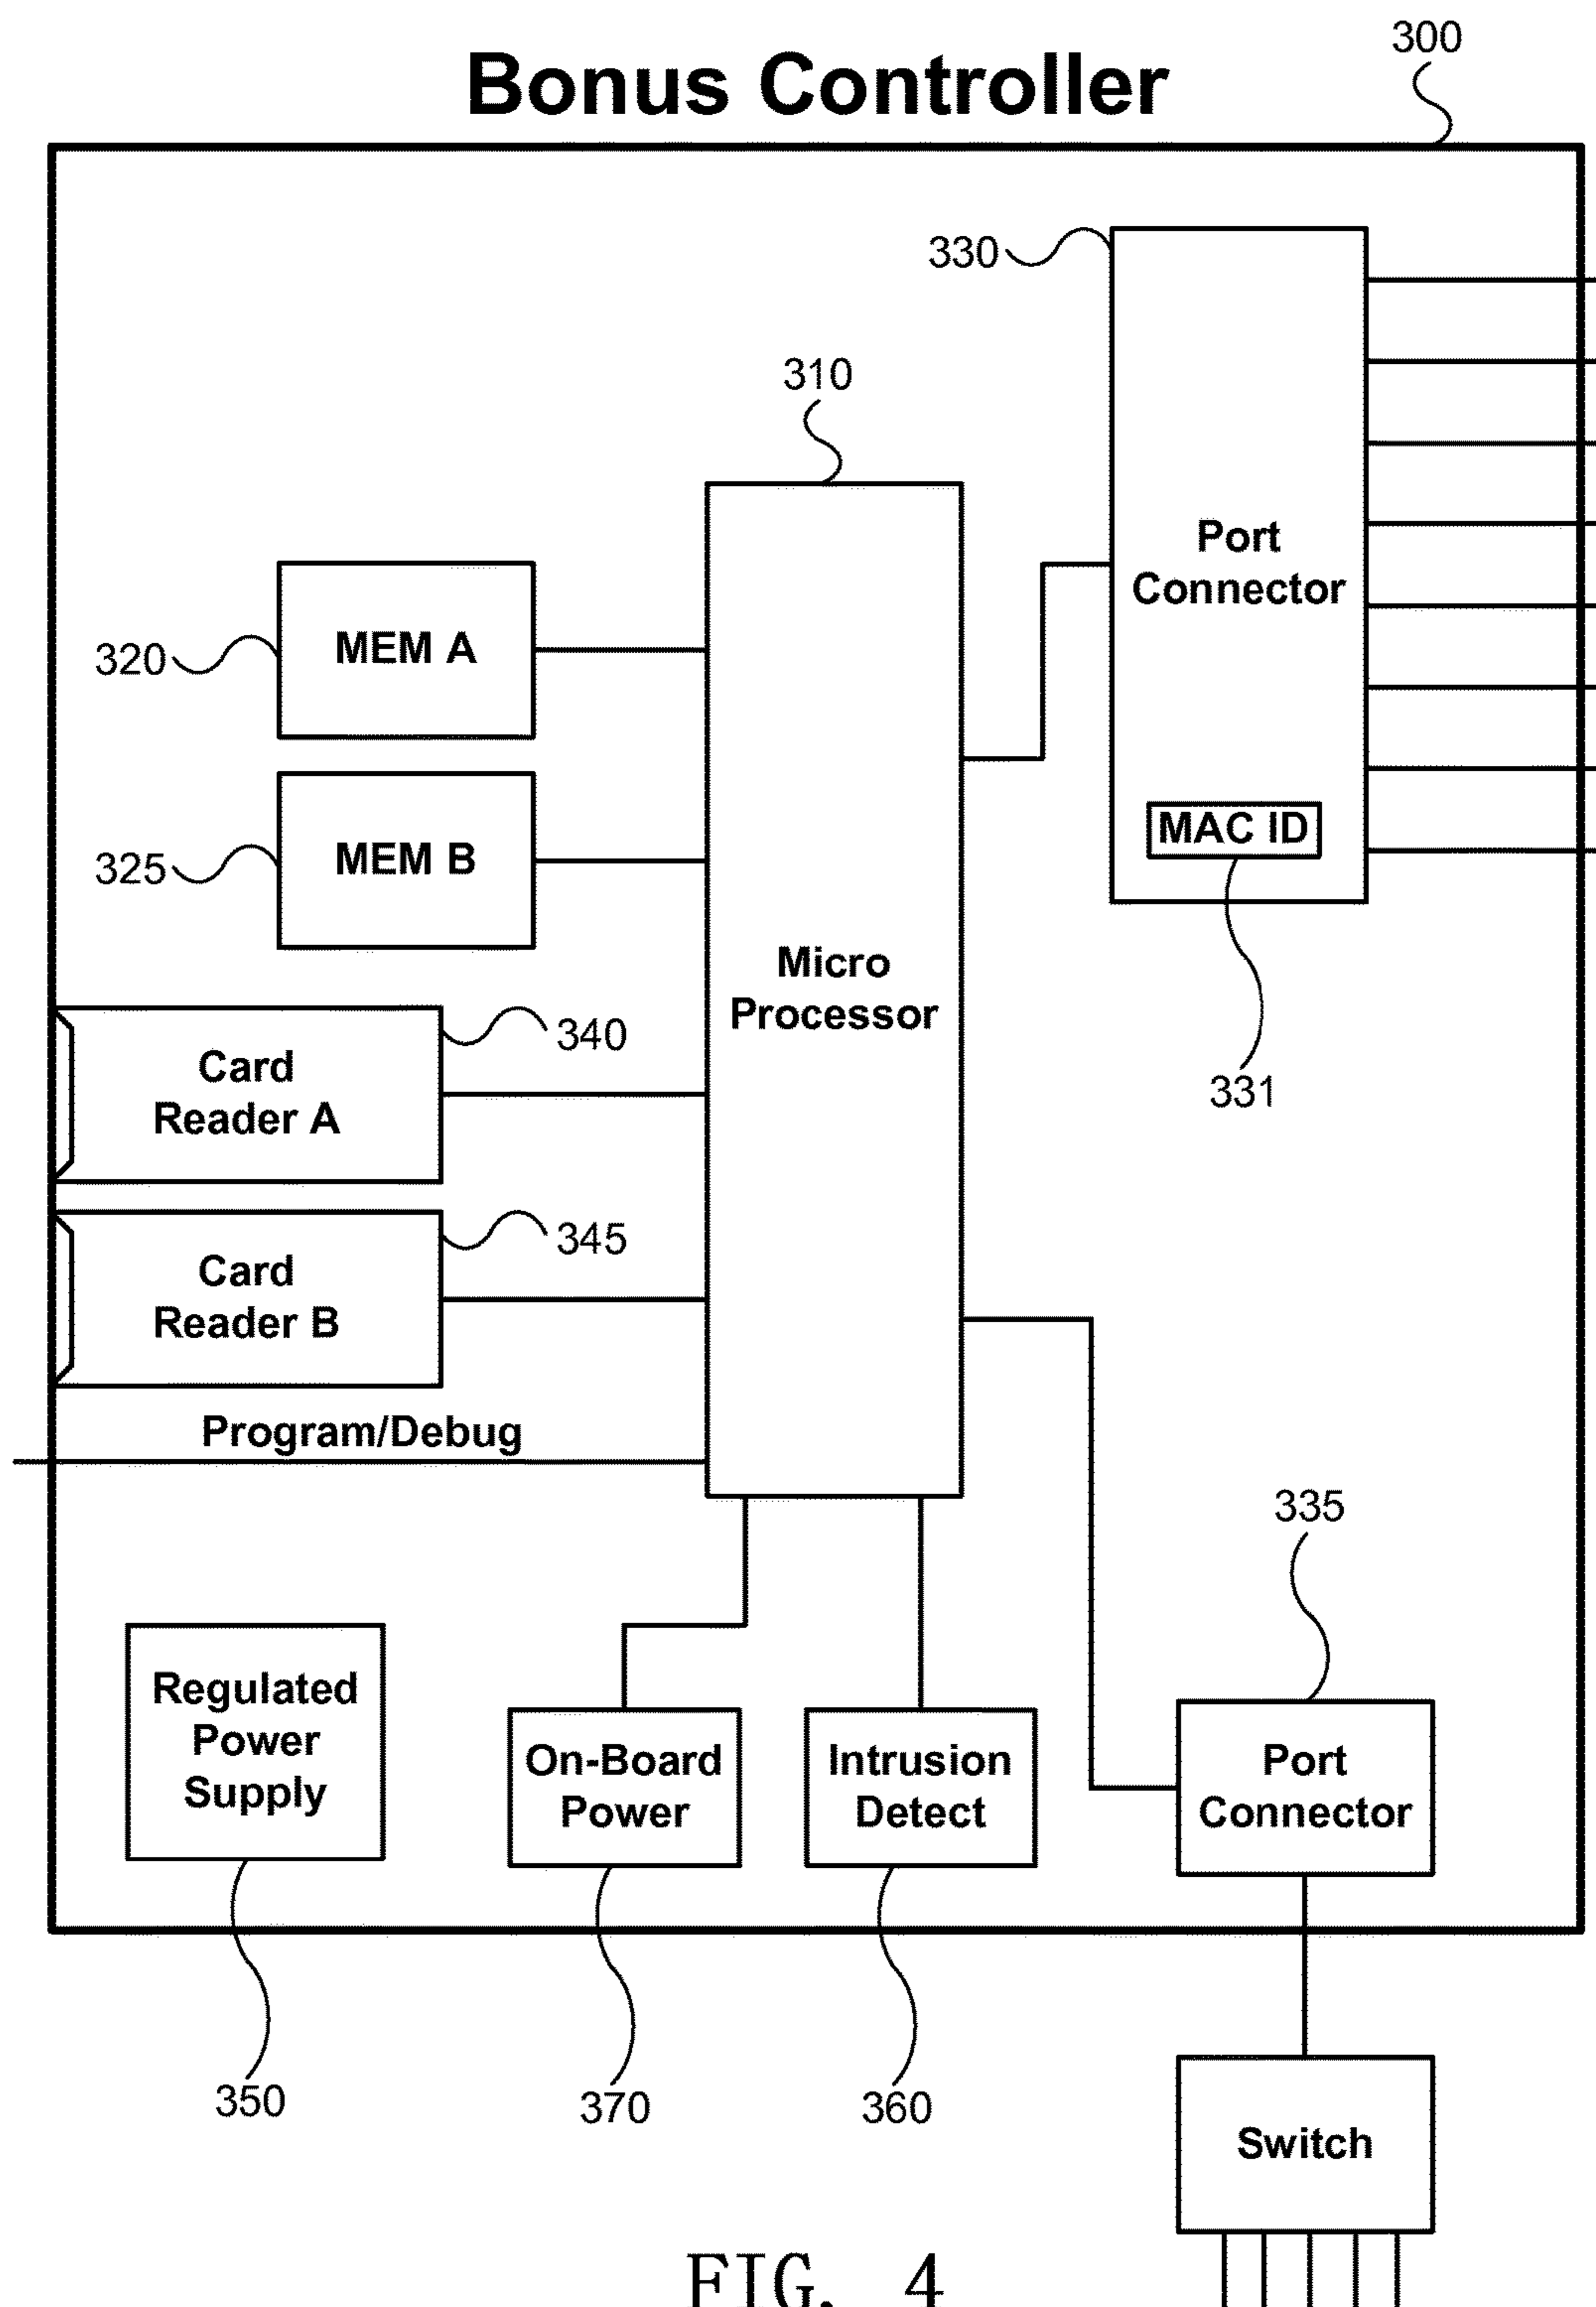 Bonus Controller
300
330
310
Port
Connector
MEM A
320
MAC ID
MEM B
325
Micro
Processor
340
Card
Reader A
331
345
Card
Reader B
Program/Debug
335
Regulated
Power
Supply
On-Board
Power
Intrusion
Detect
Port
Connector
350
370
360
Switch
FIG. 4